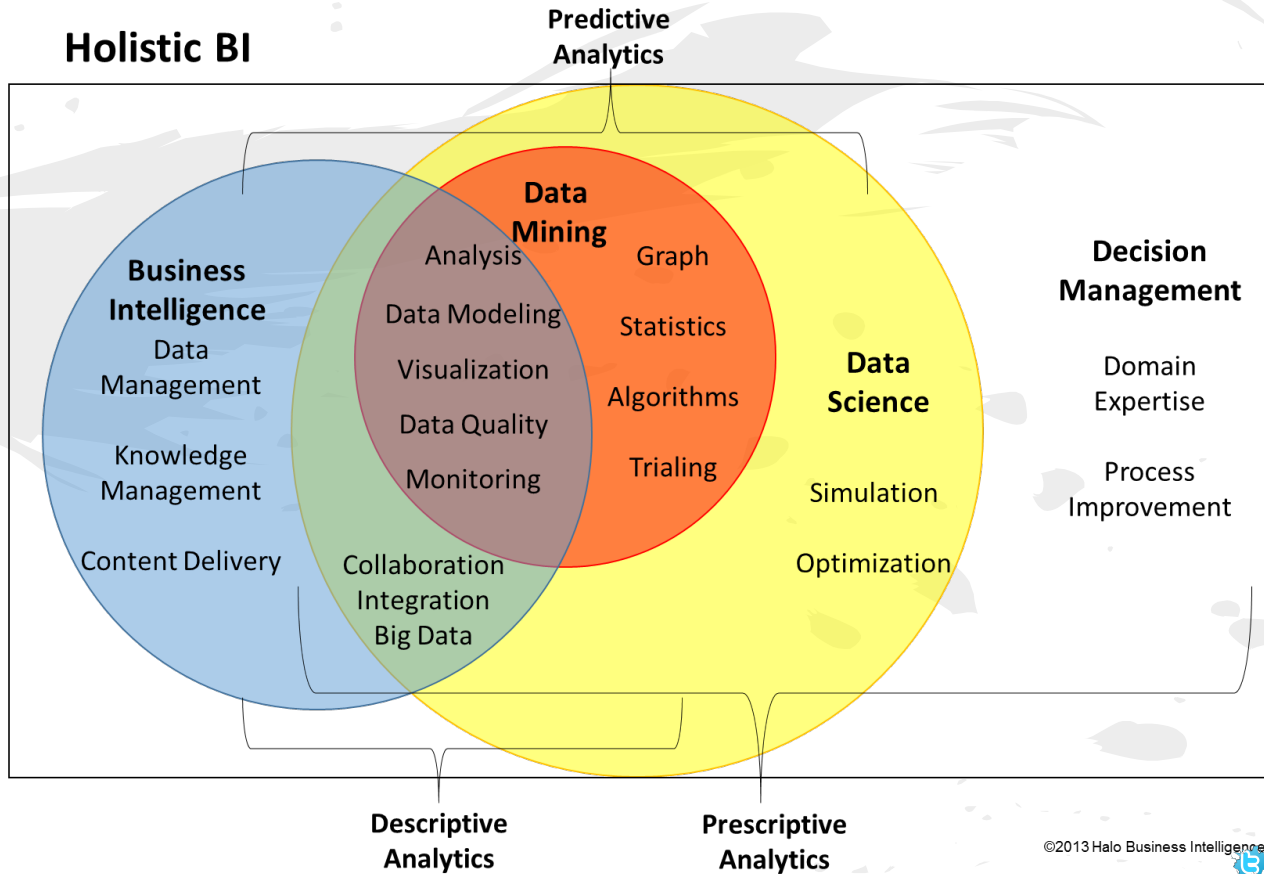 Holistic BI
Predictive
Analytics
Data
Mining
Business
Intelligence
Data
Management
Knowledge
Management
Content Delivery
Analysis
Data Modeling
Visualization
Data Quality
Monitoring
Collaboration
Integration
Big Data
Graph
Statistics
Algorithms
Trialing
Data
Science
Simulation
Optimization
Decision
Management
Domain
Expertise
Process
Improvement
Descriptive
Analytics
Prescriptive
Analytics
©2013 Halo Business Intelligence